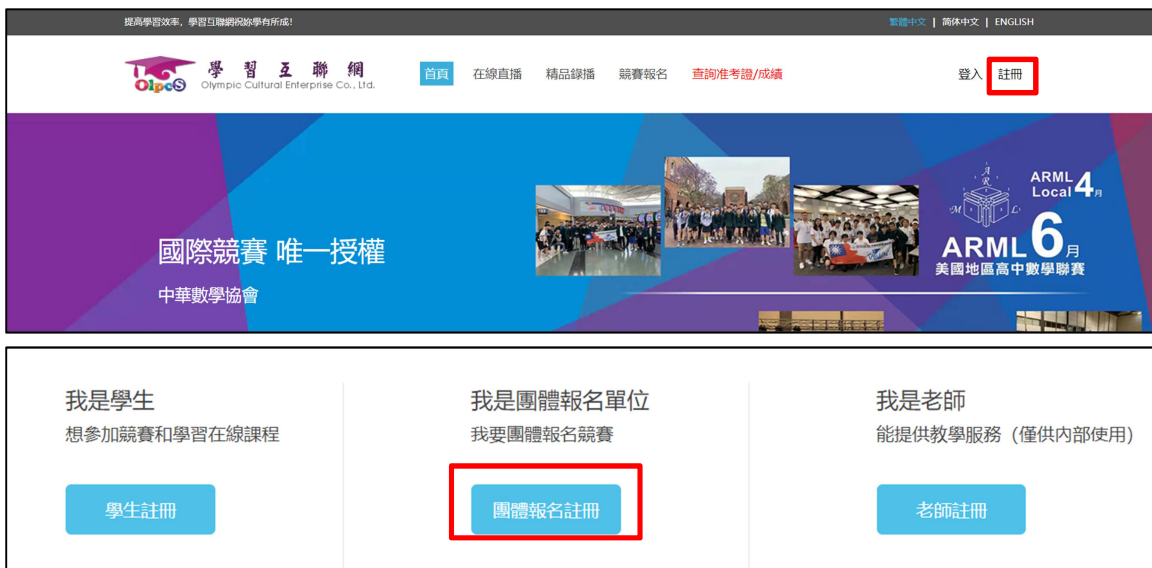 提高學習效率，學習互聯網祝妳學有所成!
繁體中文 | 简体中文 | ENGLISH
OlpcS
學習互聯網
Olympic Cultural Enterprise Co., Ltd.
首頁 在線直播 精品錄播 競賽報名 查詢准考證/成績 登入 註冊
ARML
Local 4月
A
R
M L
ARML 6月
美國地區高中數學聯賽
國際競賽 唯一授權
中華數學協會
我是學生
想參加競賽和學習在線課程
學生註冊
我是團體報名單位
我要團體報名競賽
團體報名註冊
我是老師
能提供教學服務（僅供內部使用）
老師註冊